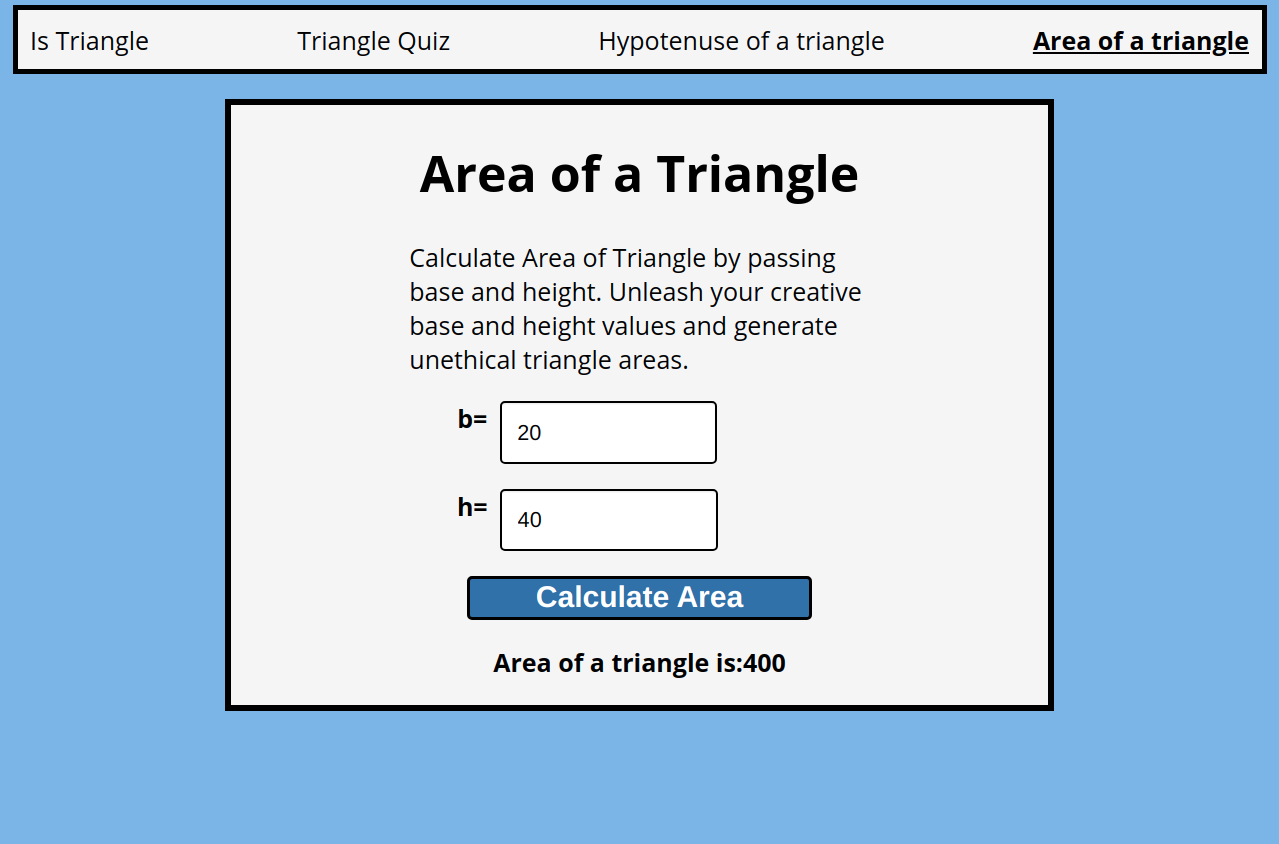 Is Triangle Triangle Quiz Hypotenuse of a triangle Area of a triangle
Area of a Triangle
Calculate Area of Triangle by passing
base and height. Unleash your creative
base and height values and generate
unethical triangle areas.
b= 20
h= 40
Calculate Area
Area of a triangle is:400